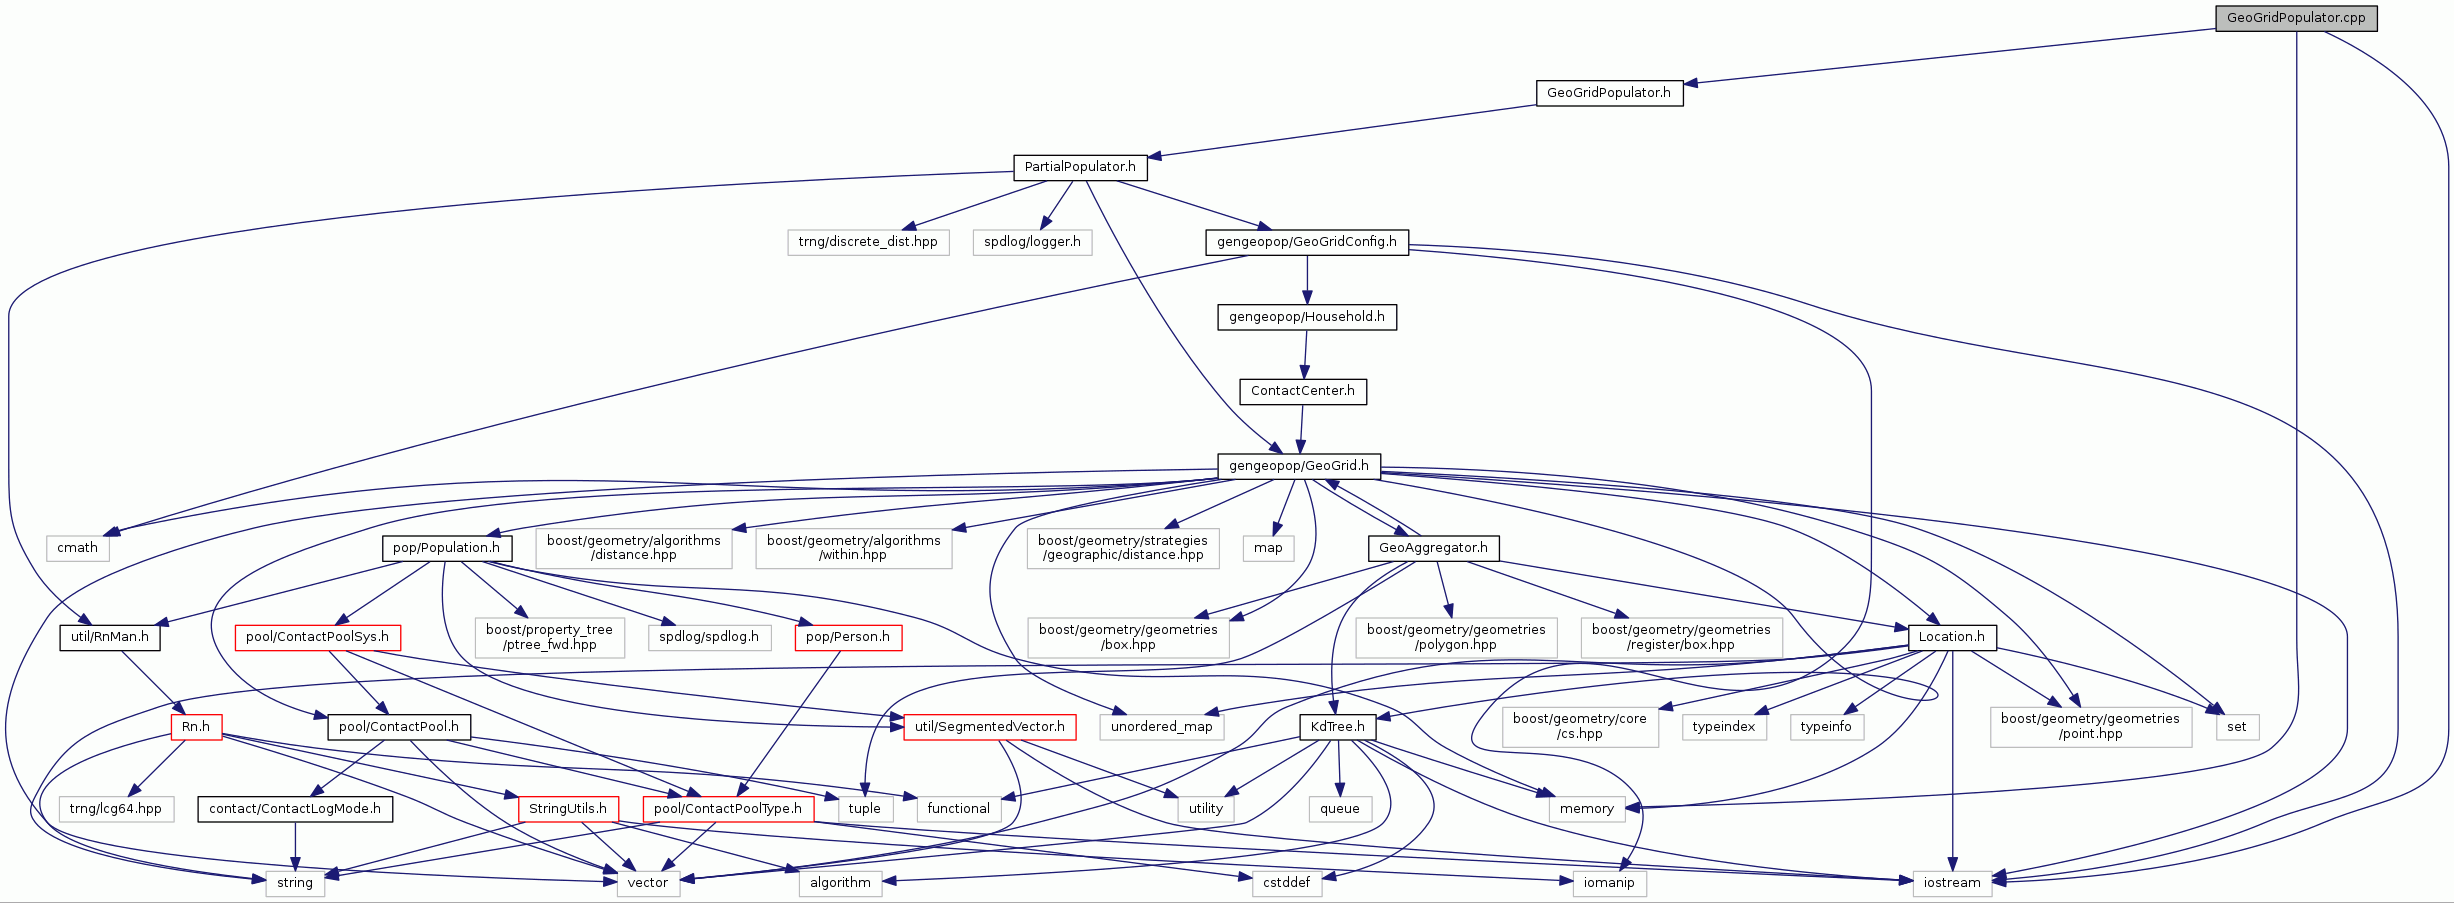 GeoGridPopulator.cpp
GeoGridPopulator.h
PartialPopulator.h
trng/discrete_dist.hpp
spdlog/logger.h
gengeopop/GeoGridConfig.h
gengeopop/Household.h
ContactCenter.h
gengeopop/GeoGrid.h
cmath
pop/Population.h
boost/geometry/algorithms
/distance.hpp
boost/geometry/algorithms
/within.hpp
boost/geometry/strategies
/geographic/distance.hpp
map
GeoAggregator.h
util/RnMan.h
pool/ContactPoolSys.h
boost/property_tree
/ptree_fwd.hpp
spdlog/spdlog.h
pop/Person.h
boost/geometry/geometries
/box.hpp
boost/geometry/geometries
/polygon.hpp
boost/geometry/geometries
/register/box.hpp
Location.h
Rn.h
pool/ContactPool.h
util/SegmentedVector.h
unordered_map
KdTree.h
boost/geometry/core
/cs.hpp
typeindex
typeinfo
boost/geometry/geometries
/point.hpp
set
trng/lcg64.hpp
contact/ContactLogMode.h
StringUtils.h
pool/ContactPoolType.h
tuple
functional
utility
queue
memory
string
vector
algorithm
cstddef
iomanip
iostream